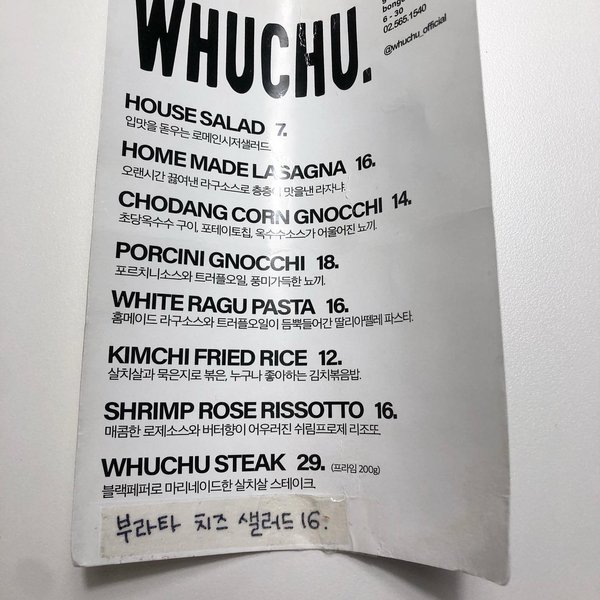 bong
6 - 30
02.565.1540
@whuchu_official
WHUCHU.
HOUSE SALAD 7.
입맛을 돋우는 로메인시저샐러드.
HOME MADE LASAGNA 16.
오랜시간 끓여낸 라구소스로 층층이 맛을낸 라자냐.
CHODANG CORN GNOCCHI 14.
초당옥수수 구이, 포테이토칩, 옥수수소스가 어울어진 뇨끼.
PORCINI GNOCCHI 18.
포르치니소스와 트러플오일, 풍미가득한 뇨끼.
WHITE RAGU PASTA 16.
홈메이드 라구소스와 트러플오일이 듬뿍들어간 딸리아뗄레 파스타.
KIMCHI FRIED RICE 12.
살치살과 묵은지로 볶은, 누구나 좋아하는 김치볶음밥.
SHRIMP ROSE RISSOTTO 16.
매콤한 로제소스와 버터향이 어우러진 쉬림프로제 리조또.
WHUCHU STEAK 29. (프라임 200g)
블랙페퍼로 마리네이드한 살치살 스테이크.
부라타 치즈 샐러드 16.